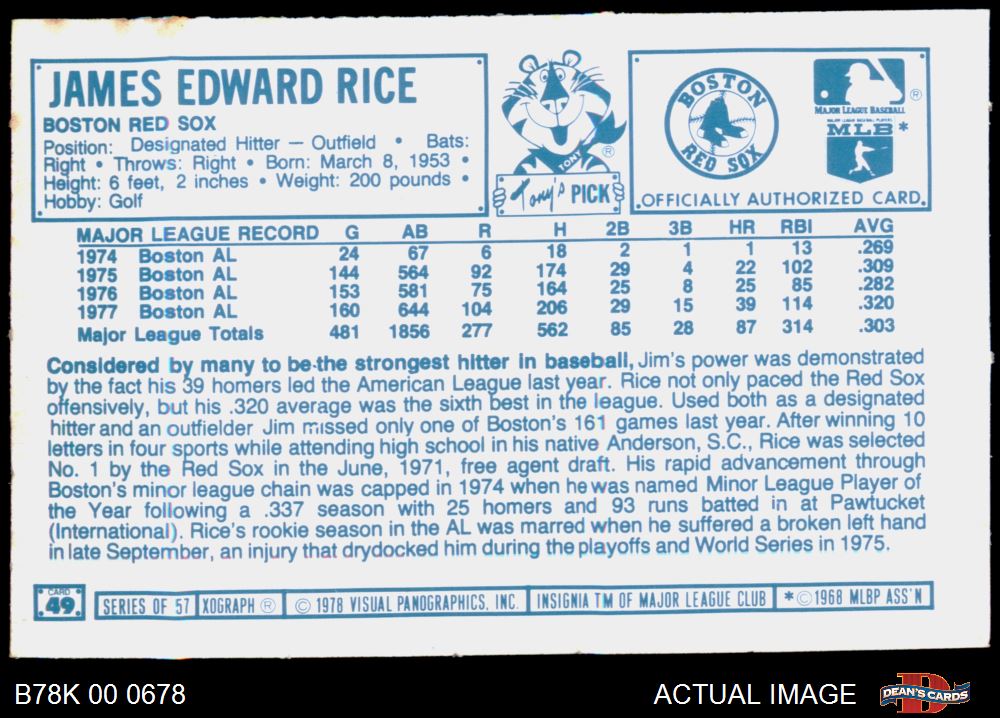 JAMES EDWARD RICE
BOSTON RED SOX
Position: Designated Hitter — Outfield • Bats:
Right • Throws: Right • Born: March 8, 1953 •
Height: 6 feet, 2 inches • Weight: 200 pounds •
Hobby: Golf
TONY
®
Tony's PICK
BOSTON
RED SOX
®
MAJOR LEAGUE BASEBALL
MAJOR LEAGUE BASEBALL PLAYERS
MLB *
OFFICIALLY AUTHORIZED CARD.
MAJOR LEAGUE RECORD G AB R H 2B 3B HR RBI AVG
1974 Boston AL 24 67 6 18 2 1 1 13 .269
1975 Boston AL 144 564 92 174 29 4 22 102 .309
1976 Boston AL 153 581 75 164 25 8 25 85 .282
1977 Boston AL 160 644 104 206 29 15 39 114 .320
Major League Totals 481 1856 277 562 85 28 87 314 .303
Considered by many to be the strongest hitter in baseball, Jim's power was demonstrated
by the fact his 39 homers led the American League last year. Rice not only paced the Red Sox
offensively, but his .320 average was the sixth best in the league. Used both as a designated
hitter and an outfielder Jim missed only one of Boston's 161 games last year. After winning 10
letters in four sports while attending high school in his native Anderson, S.C., Rice was selected
No. 1 by the Red Sox in the June, 1971, free agent draft. His rapid advancement through
Boston's minor league chain was capped in 1974 when he was named Minor League Player of
the Year following a .337 season with 25 homers and 93 runs batted in at Pawtucket
(International). Rice's rookie season in the AL was marred when he suffered a broken left hand
in late September, an injury that drydocked him during the playoffs and World Series in 1975.
CARD
49
SERIES OF 57 XOGRAPH ® © 1978 VISUAL PANOGRAPHICS, INC. INSIGNIA TM OF MAJOR LEAGUE CLUB * © 1968 MLBP ASS'N
B78K 00 0678
ACTUAL IMAGE
DEAN'S CARDS